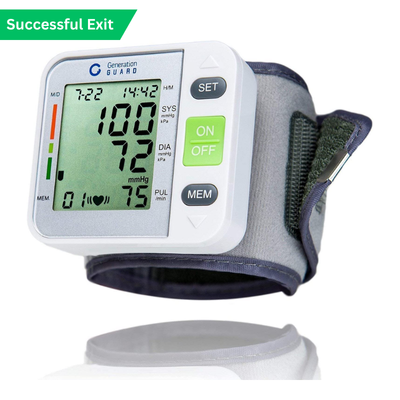 Successful Exit
Generation
GUARD
M/D 7-22 14:42 H/M
100 SYS
mmHg
kPa
72 DIA
mmHg
kPa
mmHg
MEM. 01 75 PUL
/min
SET
ON
OFF
MEM